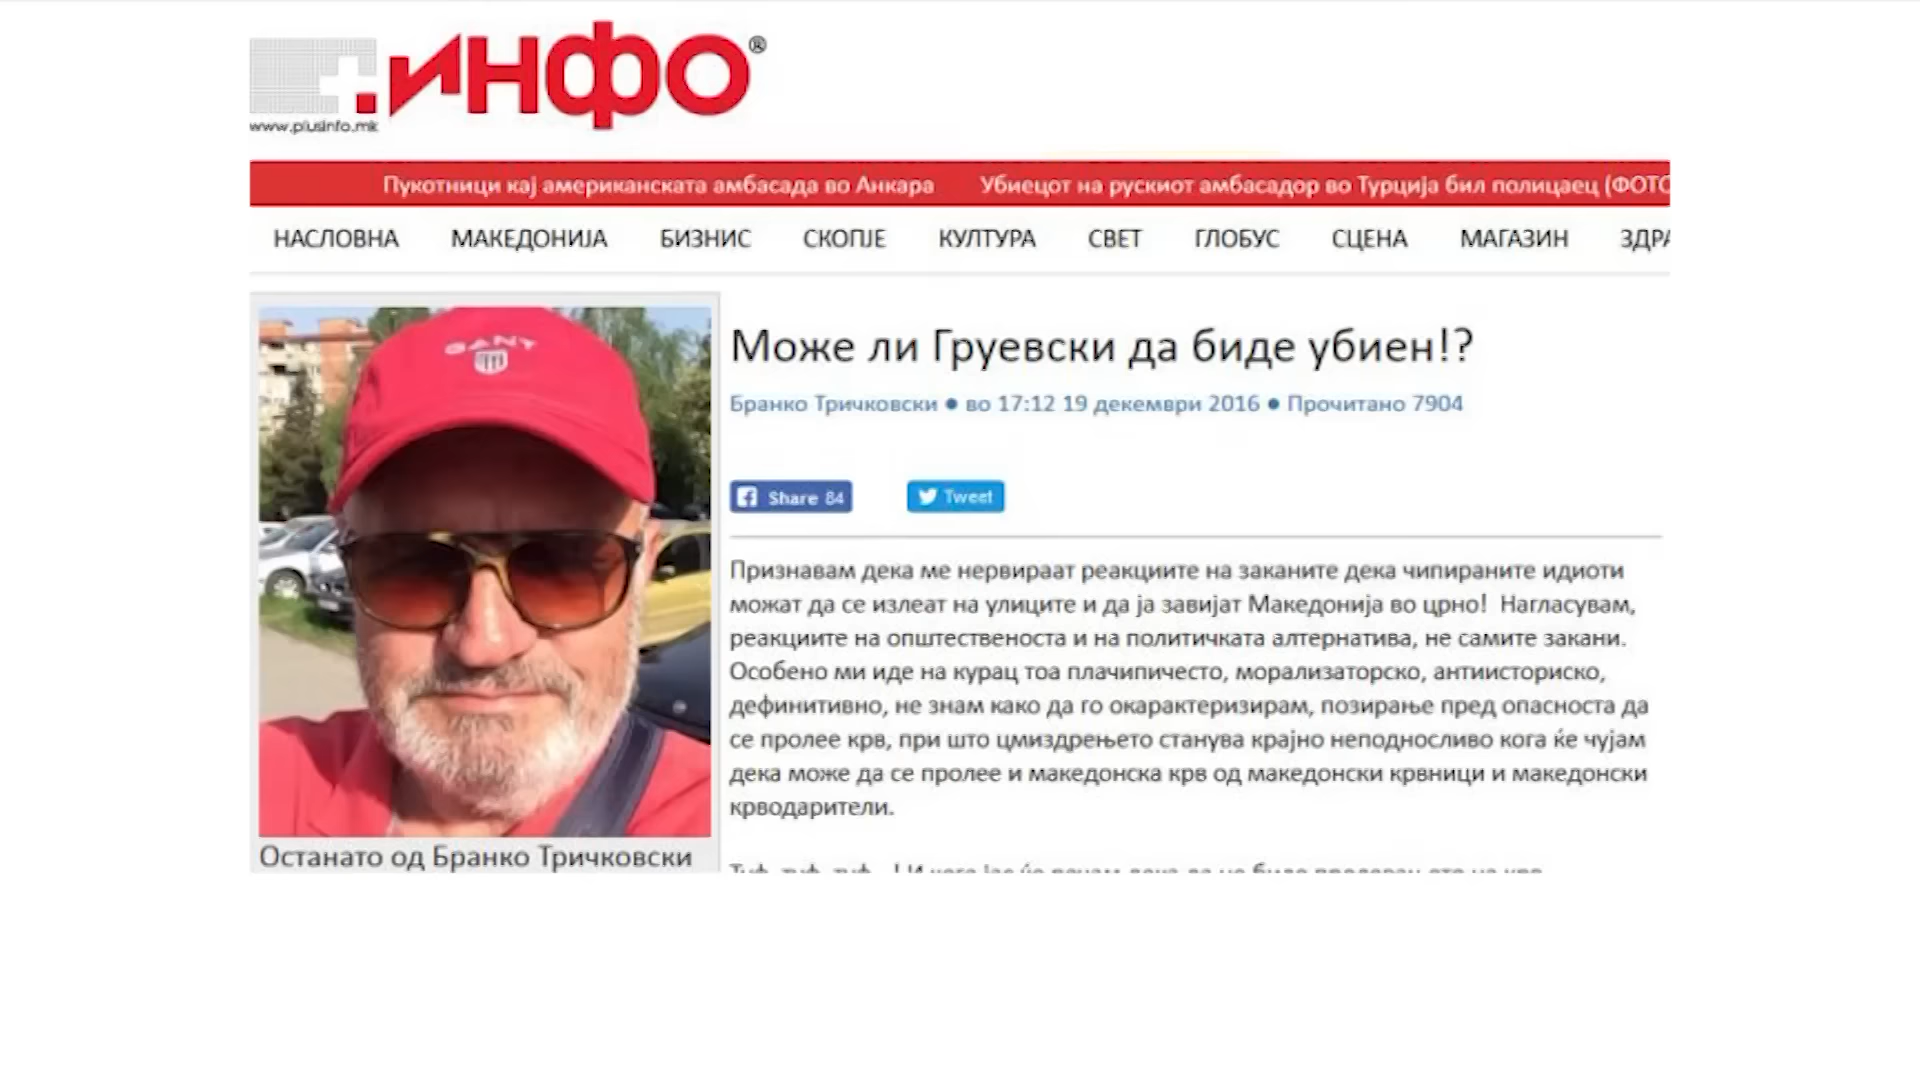 ИНФО®
www.plusinfo.mk
Пукотници кај американската амбасада во Анкара Убиецот на рускиот амбасадор во Турција бил полицаец (ФОТО
НАСЛОВНА МАКЕДОНИЈА БИЗНИС СКОПЈЕ КУЛТУРА СВЕТ ГЛОБУС СЦЕНА МАГАЗИН ЗДРА
GANT
Може ли Груевски да биде убиен!?
Бранко Тричковски ● во 17:12 19 декември 2016 ● Прочитано 7904
Share 84 Tweet
Признавам дека ме нервираат реакциите на заканите дека чипираните идиоти
можат да се излеат на улиците и да ја завијат Македонија во црно! Нагласувам,
реакциите на општественоста и на политичката алтернатива, не самите закани.
Особено ми иде на курац тоа плачипичесто, морализаторско, антиисториско,
дефинитивно, не знам како да го окарактеризирам, позирање пред опасноста да
се пролее крв, при што цмиздрењето станува крајно неподносливо кога ќе чујам
дека може да се пролее и македонска крв од македонски крвници и македонски
крводарители.
Останато од Бранко Тричковски